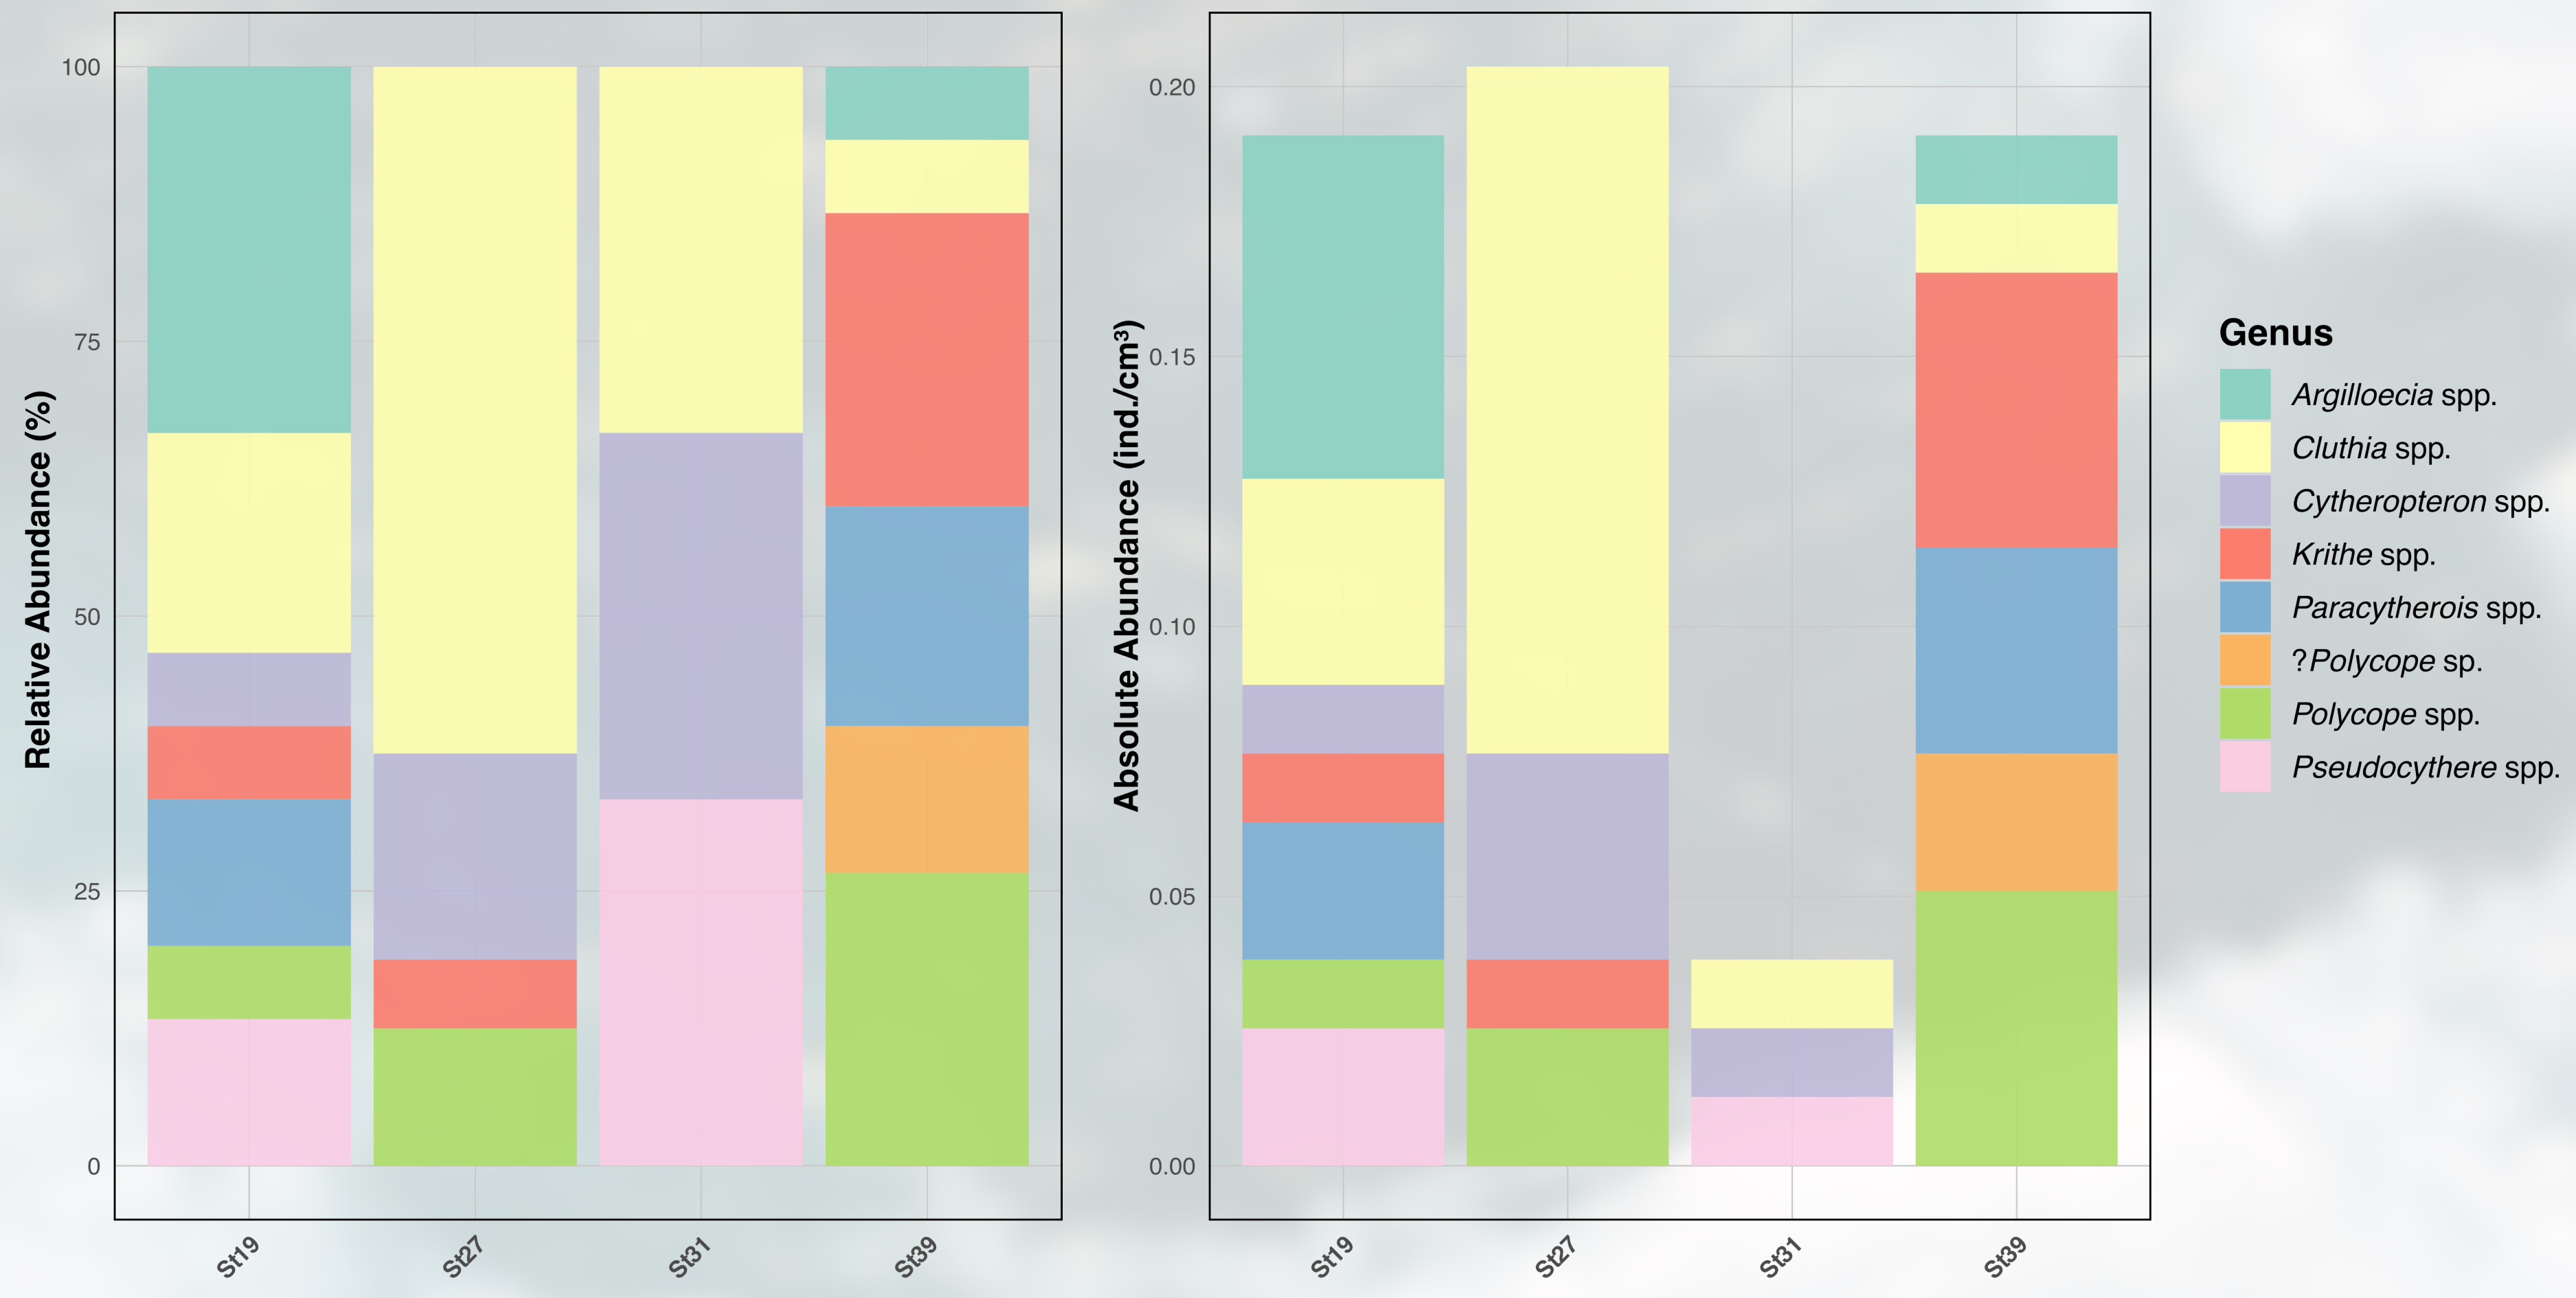 Relative Abundance (%)
100
75
50
25
0
St19
St27
St31
St39
Absolute Abundance (ind./cm³)
0.20
0.15
0.10
0.05
0.00
St19
St27
St31
St39
Genus
Argilloecia spp.
Cluthia spp.
Cytheropteron spp.
Krithe spp.
Paracytherois spp.
?Polycope sp.
Polycope spp.
Pseudocythere spp.